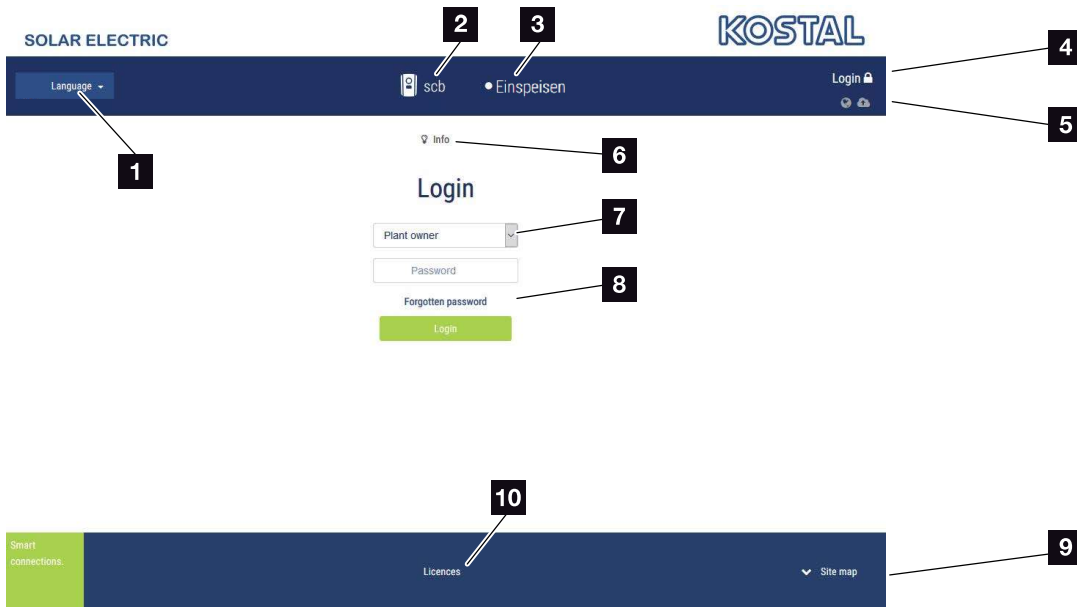 2
3
SOLAR ELECTRIC
KOSTAL
4
Language
scb
Einspeisen
Login
5
1
Info
6
Login
7
Plant owner
Password
8
Forgotten password
Login
10
Smart
connections.
Licences
Site map
9